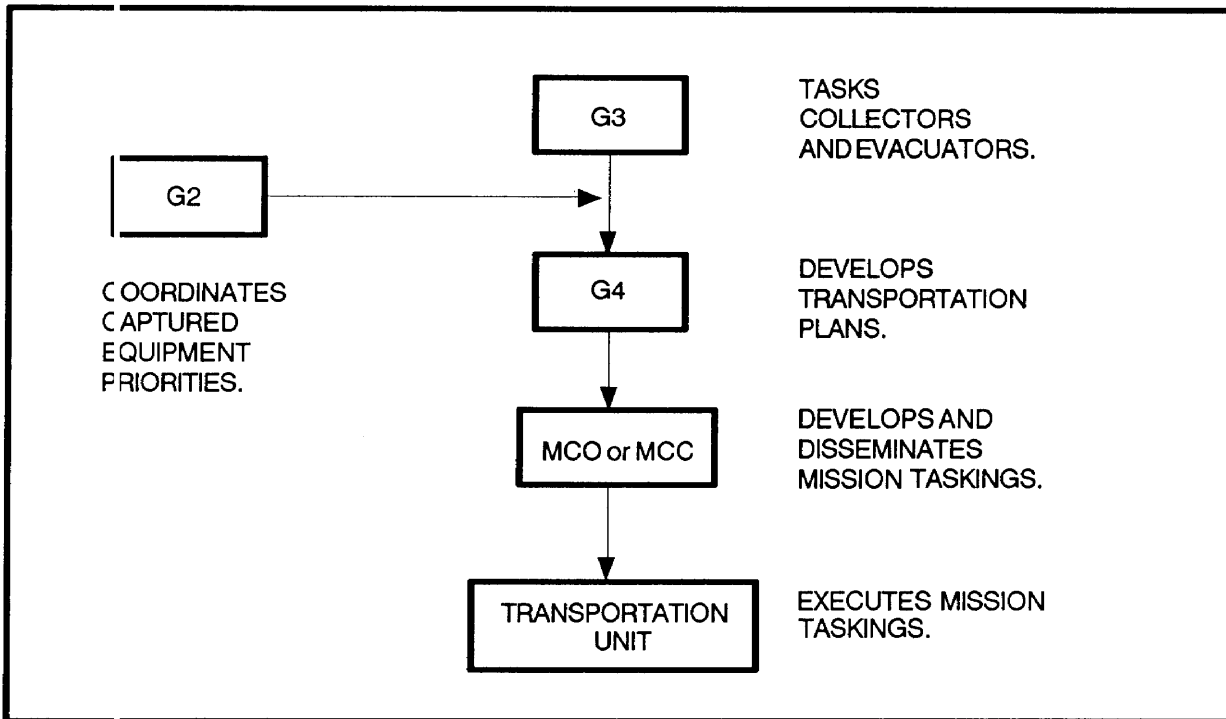 G3
TASKS
COLLECTORS
AND EVACUATORS.
G2
COORDINATES
CAPTURED
EQUIPMENT
PRIORITIES.
G4
DEVELOPS
TRANSPORTATION
PLANS.
MCO or MCC
DEVELOPS AND
DISSEMINATES
MISSION TASKINGS.
TRANSPORTATION
UNIT
EXECUTES MISSION
TASKINGS.